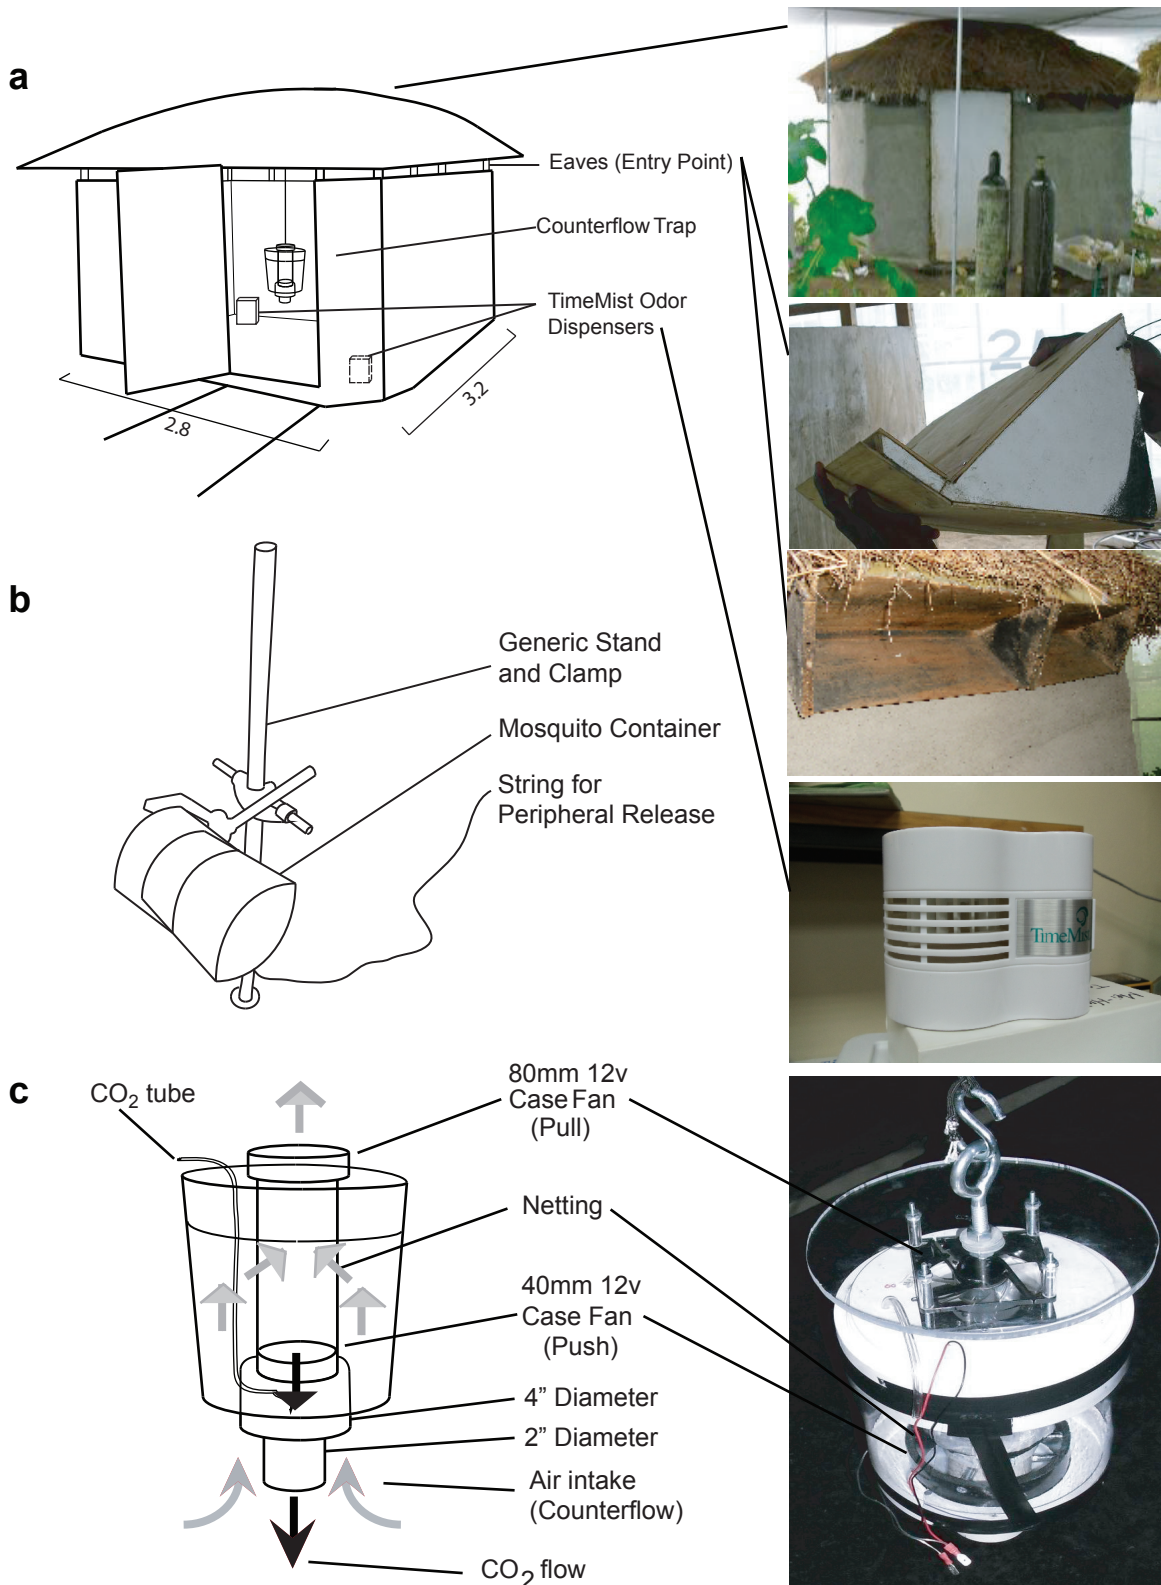 a
Eaves (Entry Point)
Counterflow Trap
TimeMist Odor
Dispensers
2.8
3.2
b
Generic Stand
and Clamp
Mosquito Container
String for
Peripheral Release
TimeMist
c
CO2 tube
80mm 12v
Case Fan
(Pull)
Netting
40mm 12v
Case Fan
(Push)
4” Diameter
2” Diameter
Air intake
(Counterflow)
CO2 flow